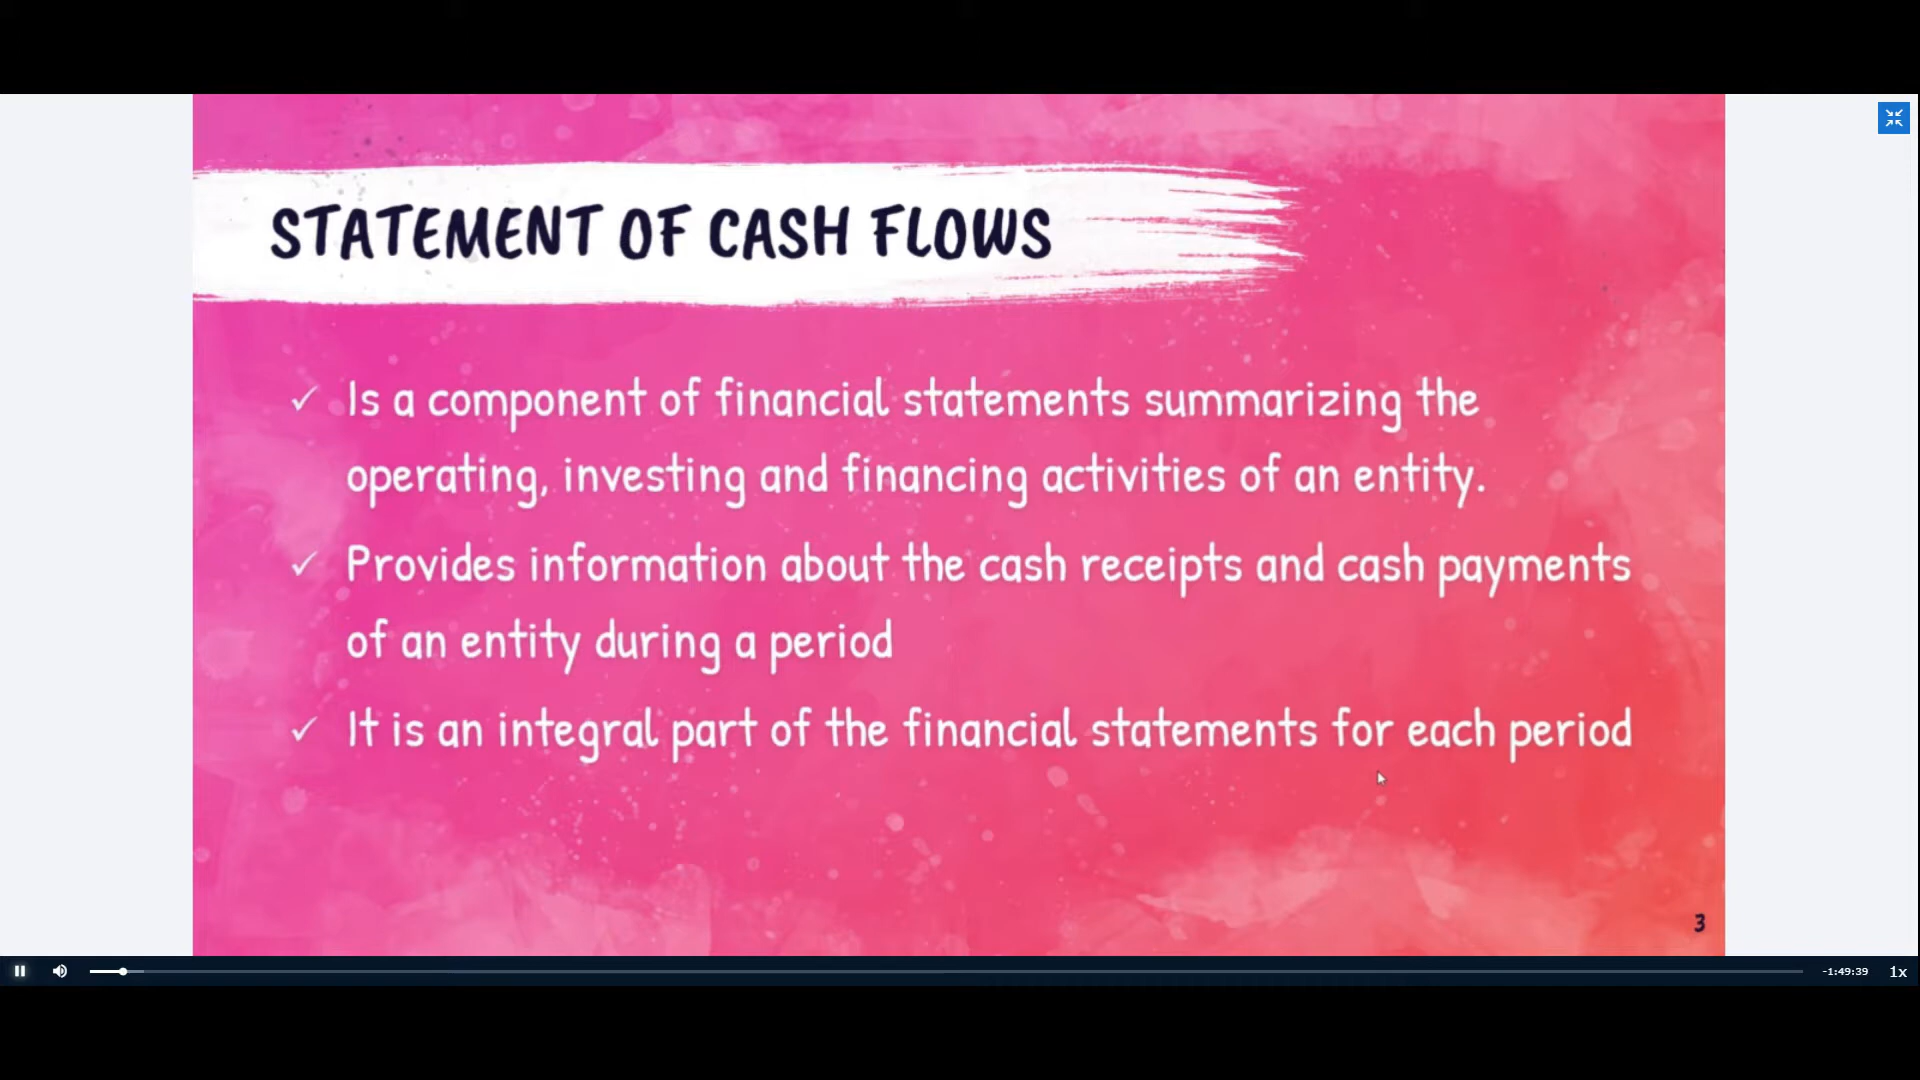 STATEMENT OF CASH FLOWS
✓ Is a component of financial statements summarizing the
operating, investing and financing activities of an entity.
✓ Provides information about the cash receipts and cash payments
of an entity during a period
✓ It is an integral part of the financial statements for each period
3
-1:49:39 1x